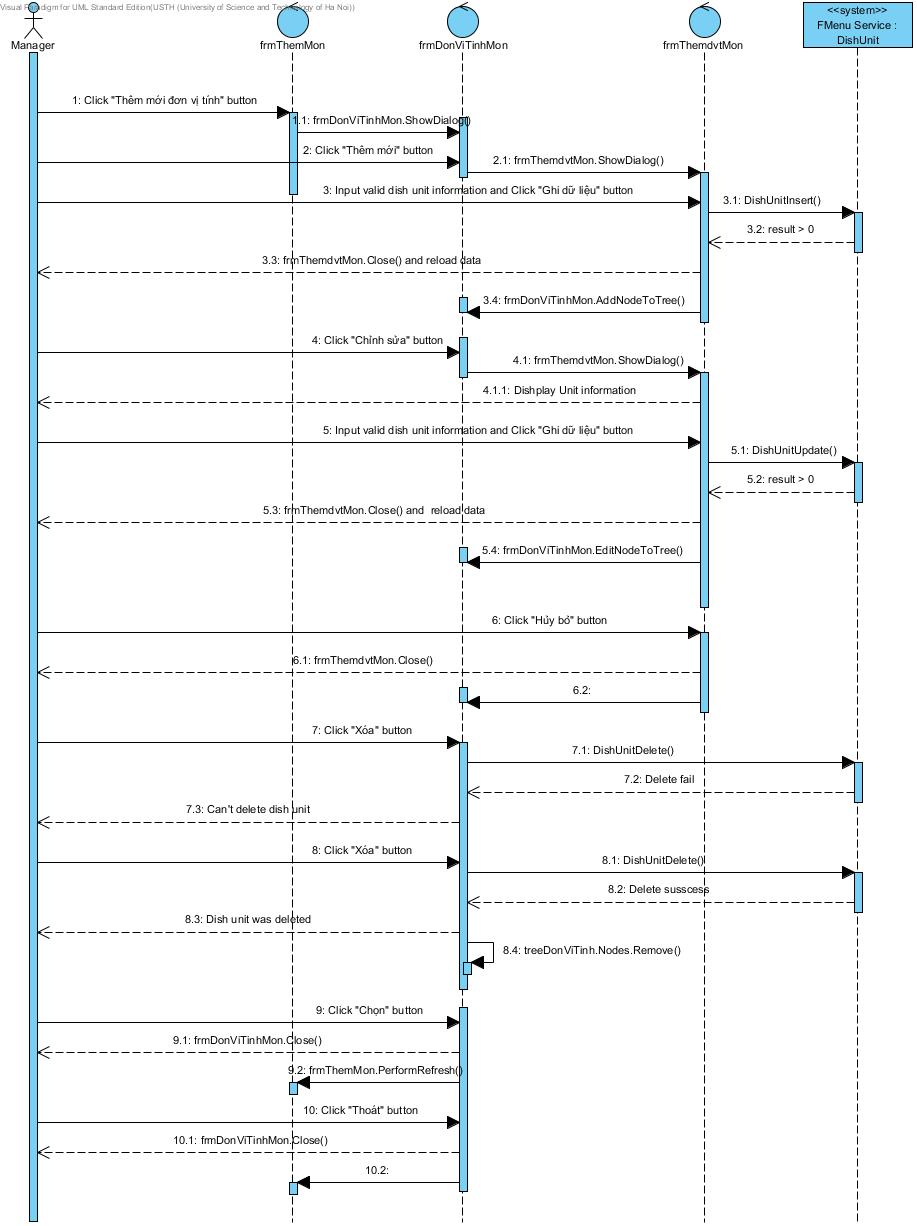 Visual Paradigm for UML Standard Edition(USTH (University of Science and Technology of Ha Noi))
<<system>>
FMenu Service :
DishUnit
Manager
frmThemMon
frmDonViTinhMon
frmThemdvtMon
1: Click "Thêm mới đơn vị tính" button
1.1: frmDonViTinhMon.ShowDialog()
2: Click "Thêm mới" button
2.1: frmThemdvtMon.ShowDialog()
3: Input valid dish unit information and Click "Ghi dữ liệu" button
3.1: DishUnitInsert()
3.2: result > 0
3.3: frmThemdvtMon.Close() and reload data
3.4: frmDonViTinhMon.AddNodeToTree()
4: Click "Chỉnh sửa" button
4.1: frmThemdvtMon.ShowDialog()
4.1.1: Dishplay Unit information
5: Input valid dish unit information and Click "Ghi dữ liệu" button
5.1: DishUnitUpdate()
5.2: result > 0
5.3: frmThemdvtMon.Close() and  reload data
5.4: frmDonViTinhMon.EditNodeToTree()
6: Click "Hủy bỏ" button
6.1: frmThemdvtMon.Close()
6.2:
7: Click "Xóa" button
7.1: DishUnitDelete()
7.2: Delete fail
7.3: Can't delete dish unit
8: Click "Xóa" button
8.1: DishUnitDelete()
8.2: Delete susscess
8.3: Dish unit was deleted
8.4: treeDonViTinh.Nodes.Remove()
9: Click "Chọn" button
9.1: frmDonViTinhMon.Close()
9.2: frmThemMon.PerformRefresh()
10: Click "Thoát" button
10.1: frmDonViTinhMon.Close()
10.2: